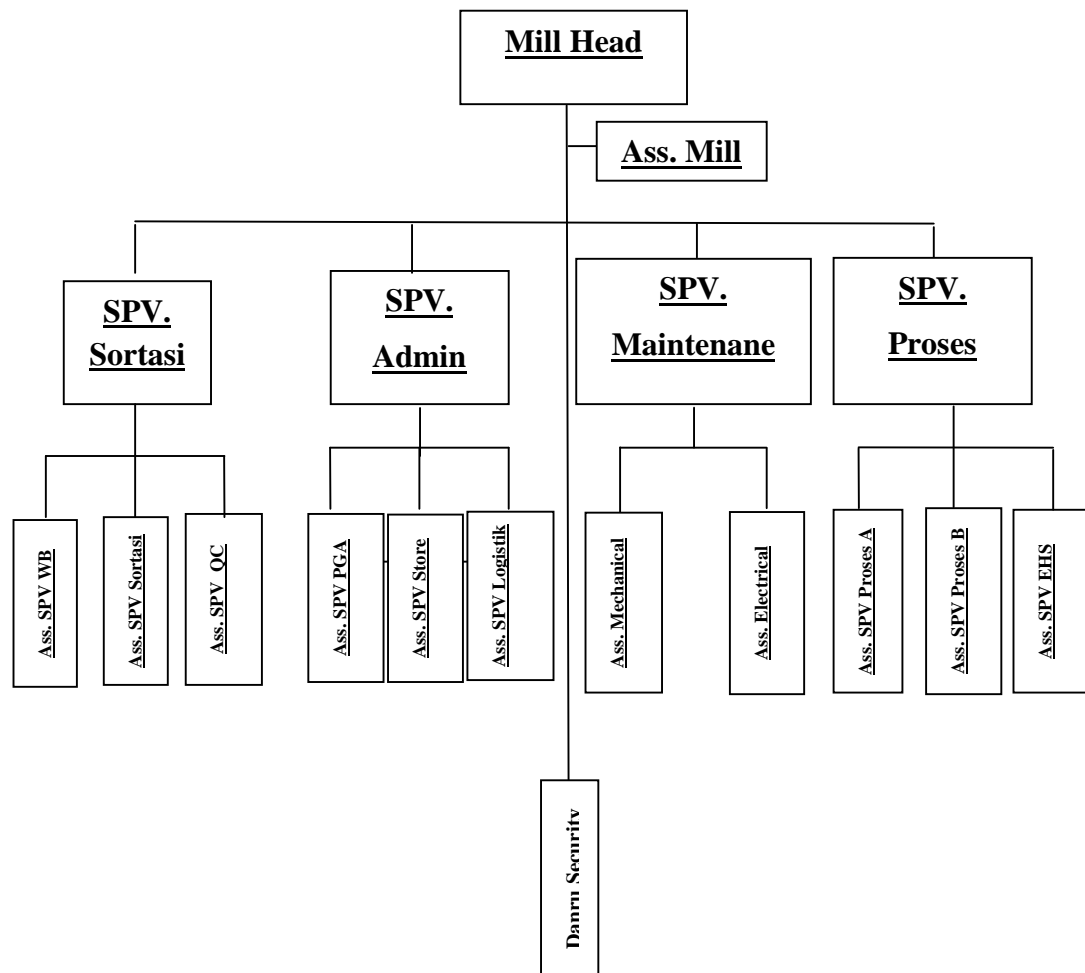 Mill Head
Ass. Mill
SPV.
Sortasi
SPV.
Admin
SPV.
Maintenane
SPV.
Proses
Ass. SPV WB
Ass. SPV Sortasi
Ass. SPV QC
Ass. SPV PGA
Ass. SPV Store
Ass. SPV Logistik
Ass. Mechanical
Ass. Electrical
Ass. SPV Proses A
Ass. SPV Proses B
Ass. SPV EHS
Danru Security